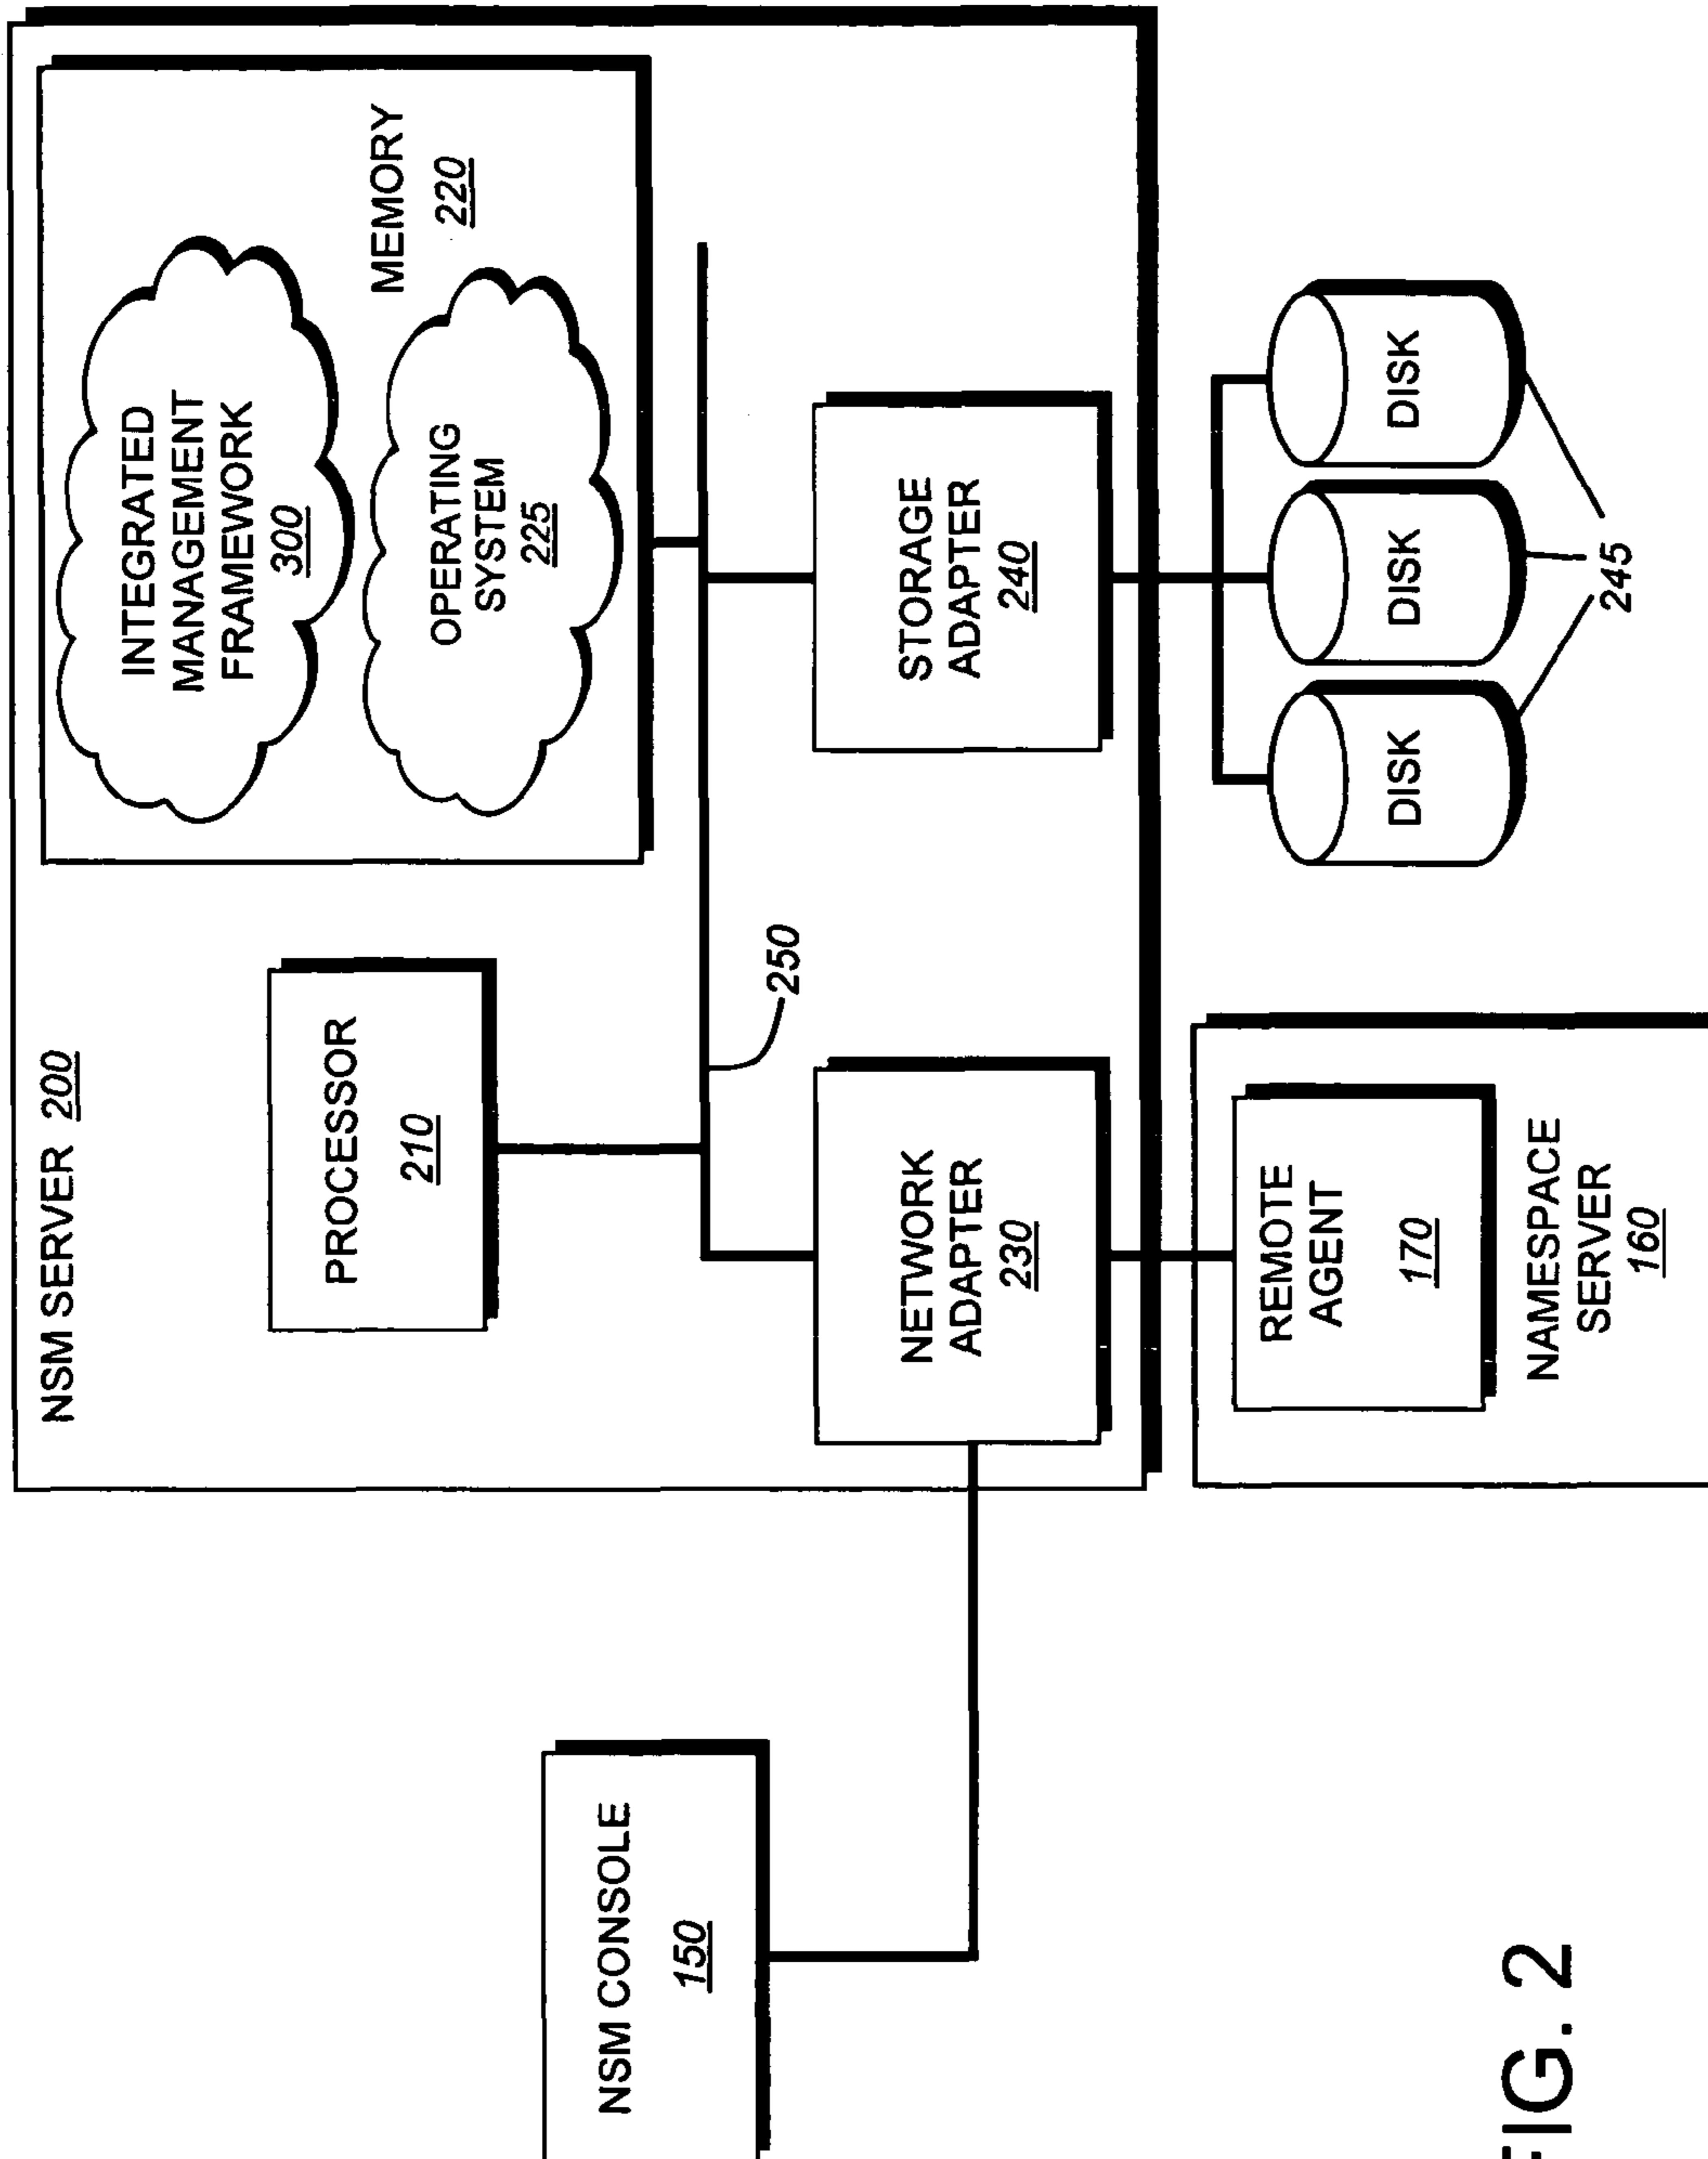 NSM SERVER 200
PROCESSOR
210
INTEGRATED
MANAGEMENT
FRAMEWORK
300
OPERATING
SYSTEM
225
MEMORY
220
250
NSM CONSOLE
150
NETWORK
ADAPTER
230
STORAGE
ADAPTER
240
REMOTE
AGENT
170
NAMESPACE
SERVER
160
DISK
DISK
DISK
245
FIG. 2